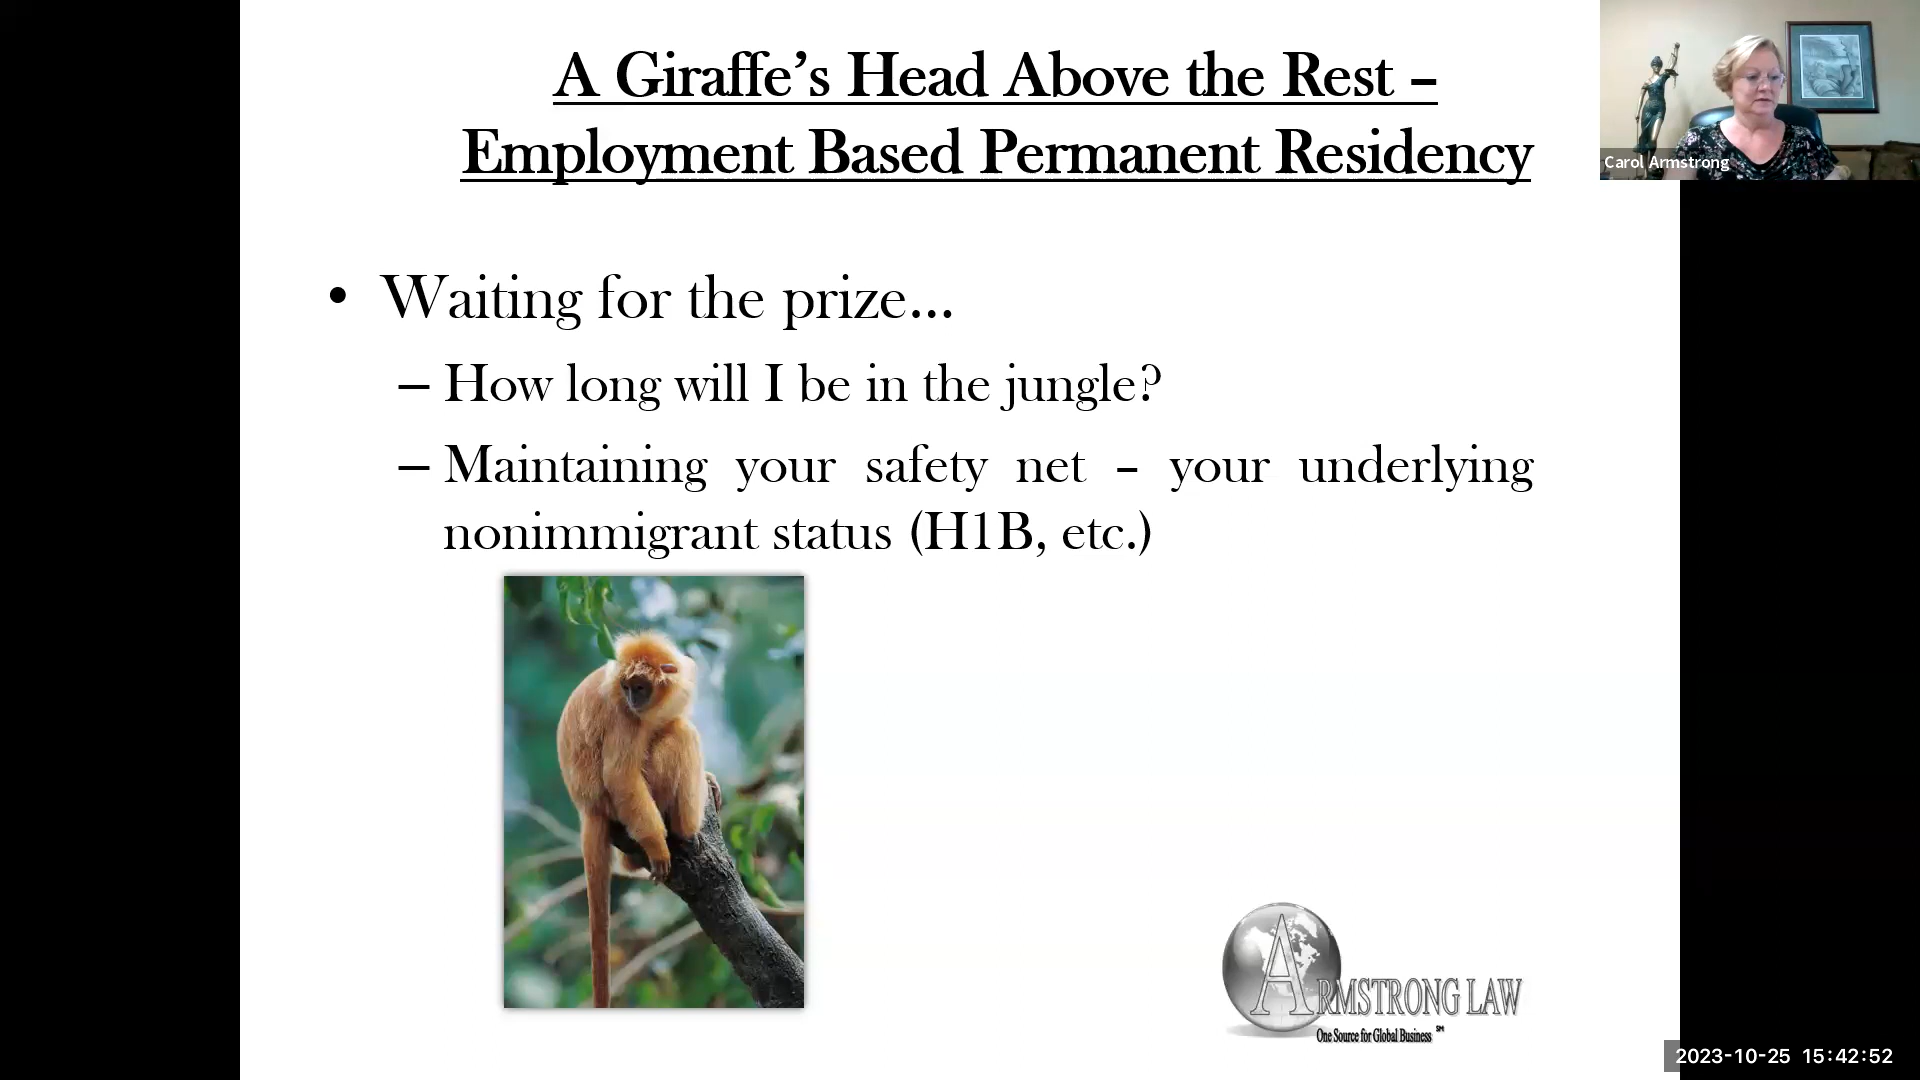 A Giraffe’s Head Above the Rest –
Employment Based Permanent Residency
• Waiting for the prize...
– How long will I be in the jungle?
– Maintaining your safety net – your underlying
nonimmigrant status (H1B, etc.)
Carol Armstrong
ARMSTRONG LAW
One Source for Global Business SM
2023-10-25 15:42:52